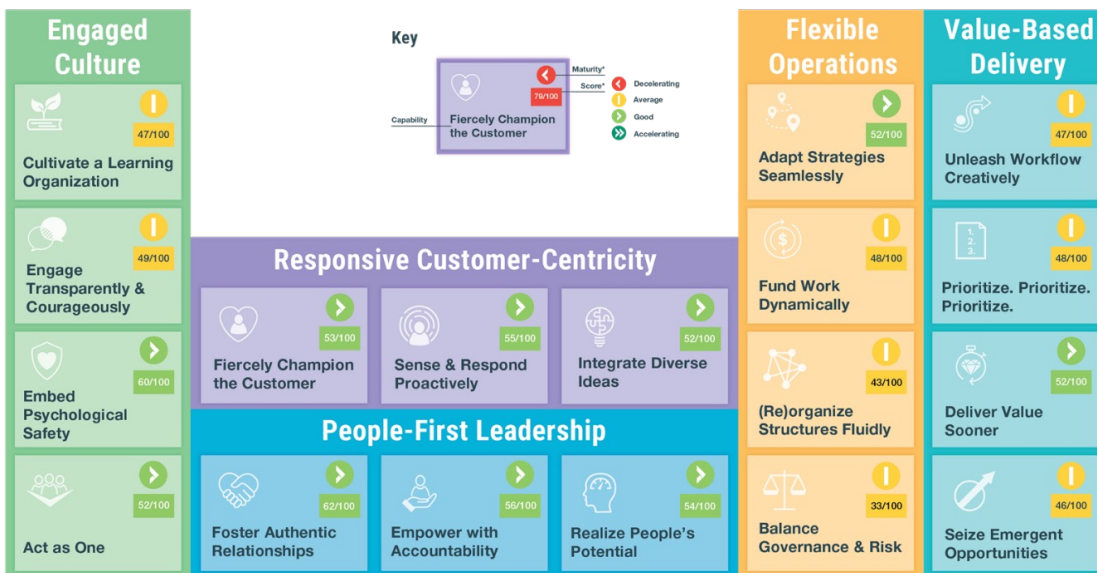 Engaged
Culture
47/100
Cultivate a Learning
Organization
49/100
Engage
Transparently &
Courageously
60/100
Embed
Psychological
Safety
52/100
Act as One
Key
Maturity*
Score*
79/100
Capability
Fiercely Champion
the Customer
Decelerating
Average
Good
Accelerating
Responsive Customer-Centricity
53/100
Fiercely Champion
the Customer
55/100
Sense & Respond
Proactively
52/100
Integrate Diverse
Ideas
People-First Leadership
62/100
Foster Authentic
Relationships
56/100
Empower with
Accountability
54/100
Realize People's
Potential
Flexible
Operations
52/100
Adapt Strategies
Seamlessly
48/100
Fund Work
Dynamically
43/100
(Re)organize
Structures Fluidly
33/100
Balance
Governance & Risk
Value-Based
Delivery
47/100
Unleash Workflow
Creatively
1.
2.
3.
48/100
Prioritize. Prioritize.
Prioritize.
52/100
Deliver Value
Sooner
46/100
Seize Emergent
Opportunities